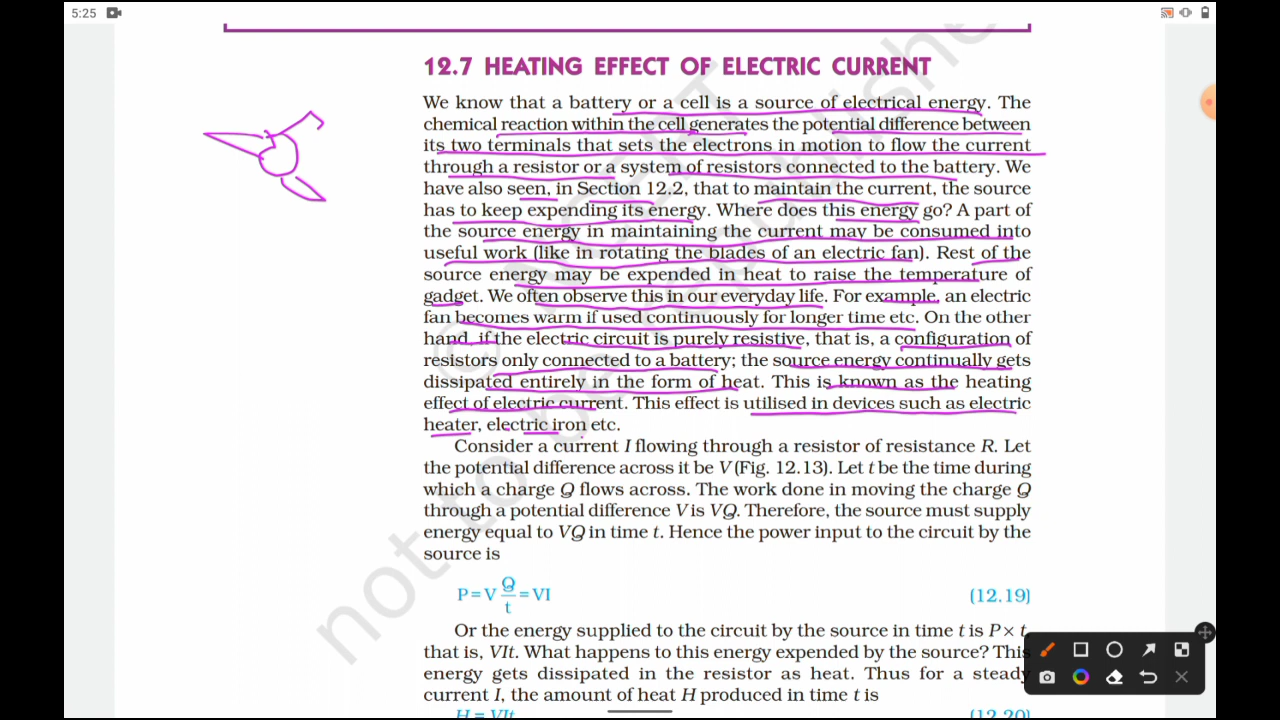 5:25
12.7 HEATING EFFECT OF ELECTRIC CURRENT
We know that a battery or a cell is a source of electrical energy. The
chemical reaction within the cell generates the potential difference between
its two terminals that sets the electrons in motion to flow the current
through a resistor or a system of resistors connected to the battery. We
have also seen, in Section 12.2, that to maintain the current, the source
has to keep expending its energy. Where does this energy go? A part of
the source energy in maintaining the current may be consumed into
useful work (like in rotating the blades of an electric fan). Rest of the
source energy may be expended in heat to raise the temperature of
gadget. We often observe this in our everyday life. For example, an electric
fan becomes warm if used continuously for longer time etc. On the other
hand, if the electric circuit is purely resistive, that is, a configuration of
resistors only connected to a battery; the source energy continually gets
dissipated entirely in the form of heat. This is known as the heating
effect of electric current. This effect is utilised in devices such as electric
heater, electric iron etc.
Consider a current I flowing through a resistor of resistance R. Let
the potential difference across it be V (Fig. 12.13). Let t be the time during
which a charge Q flows across. The work done in moving the charge Q
through a potential difference V is VQ. Therefore, the source must supply
energy equal to VQ in time t. Hence the power input to the circuit by the
source is
P = V Q/t = VI (12.19)
Or the energy supplied to the circuit by the source in time t is P × t,
that is, VIt. What happens to this energy expended by the source? This
energy gets dissipated in the resistor as heat. Thus for a steady
current I, the amount of heat H produced in time t is
H = VIt (12.20)
not to be